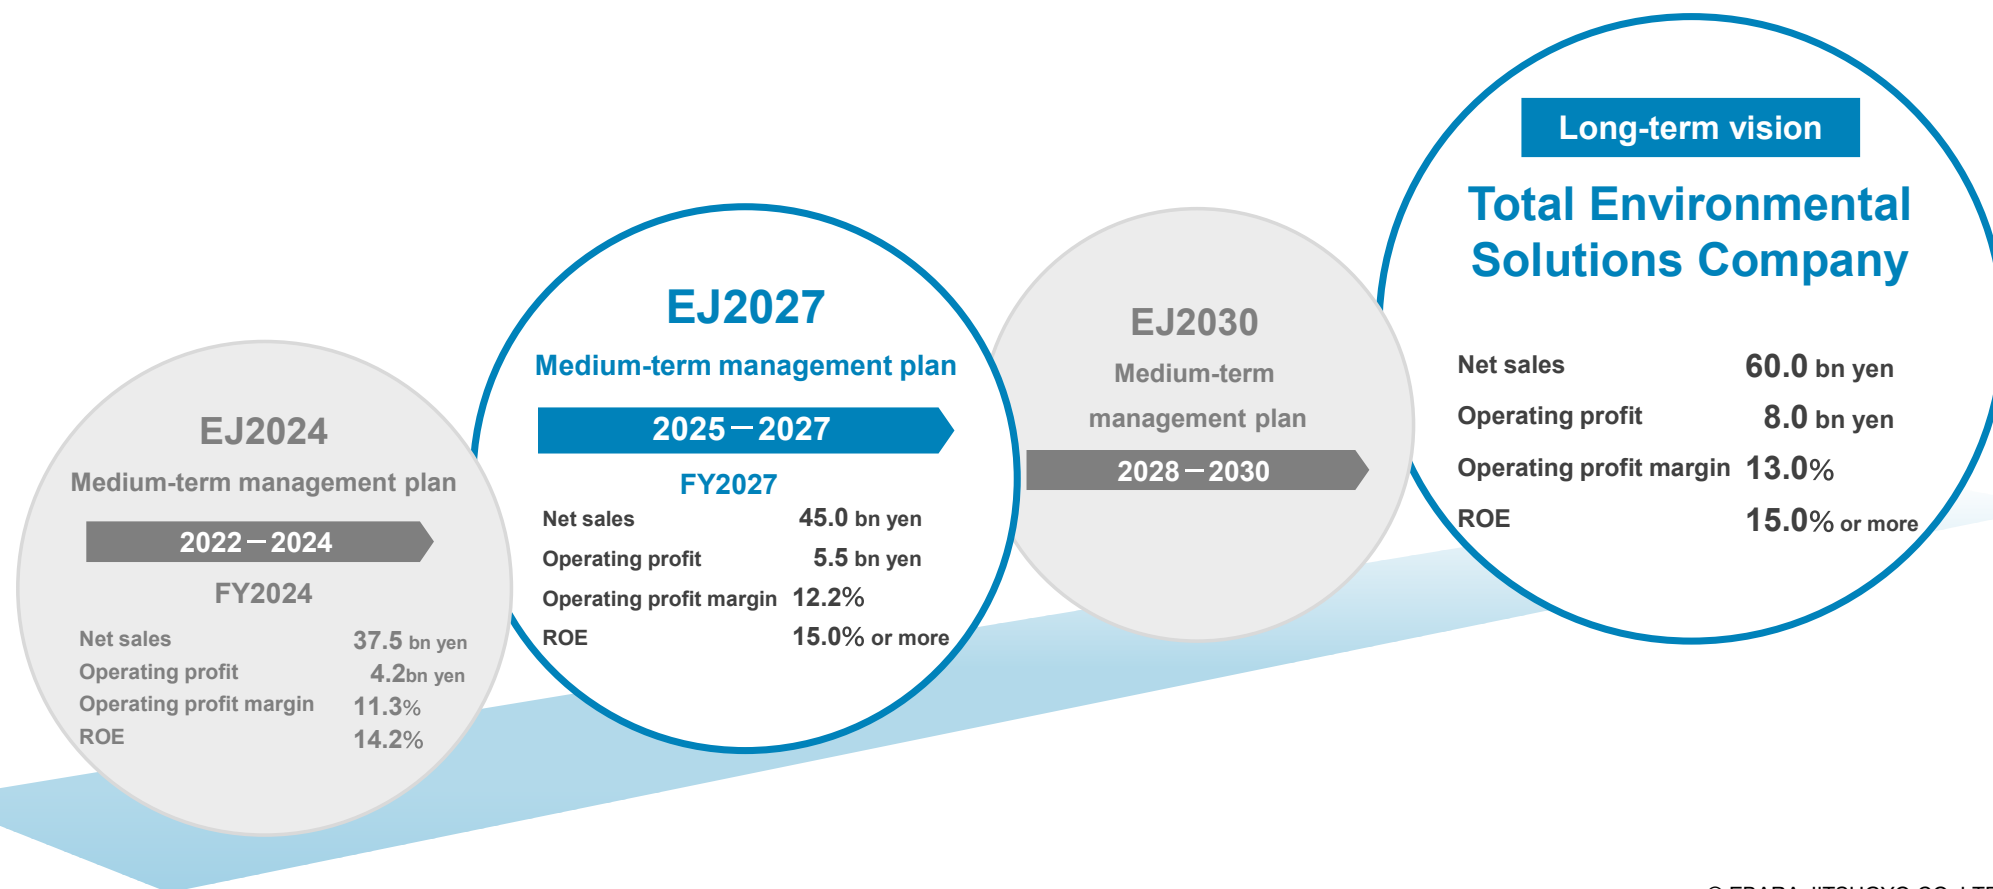 EJ2024
Medium-term management plan
2022－2024
FY2024
Net sales 37.5 bn yen
Operating profit 4.2bn yen
Operating profit margin 11.3%
ROE 14.2%
EJ2027
Medium-term management plan
2025－2027
FY2027
Net sales 45.0 bn yen
Operating profit 5.5 bn yen
Operating profit margin 12.2%
ROE 15.0% or more
EJ2030
Medium-term
management plan
2028－2030
Long-term vision
Total Environmental
Solutions Company
Net sales 60.0 bn yen
Operating profit 8.0 bn yen
Operating profit margin 13.0%
ROE 15.0% or more